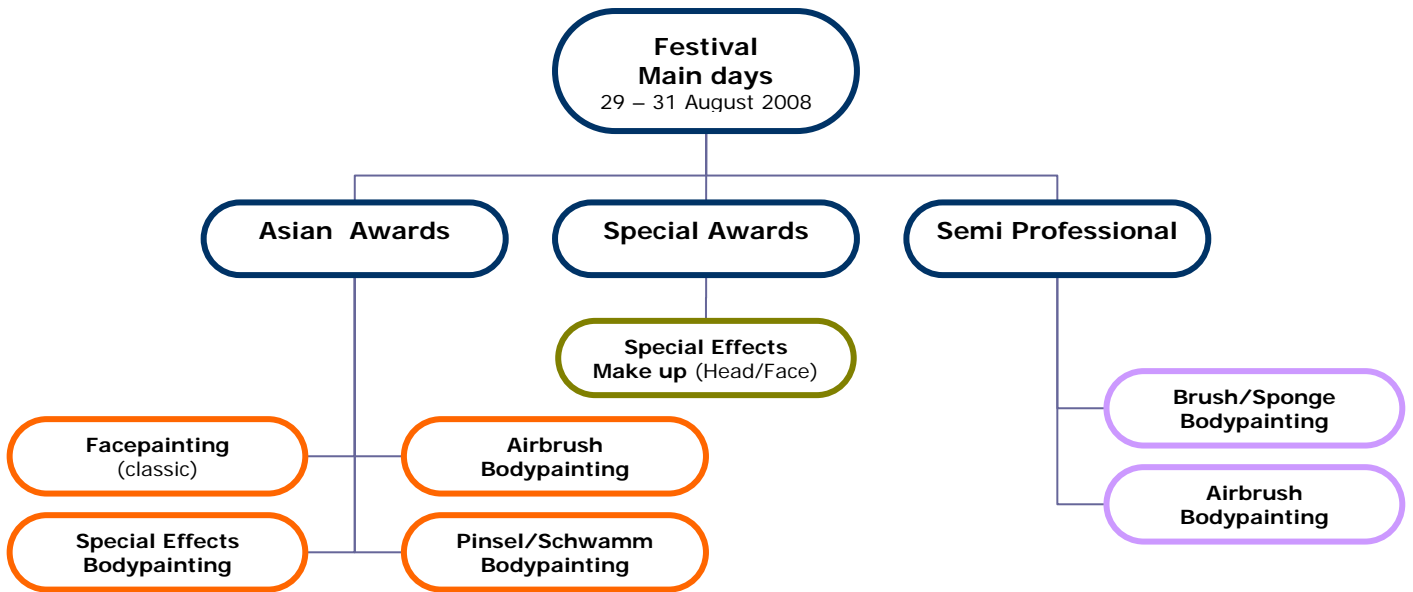 Festival
Main days
29 – 31 August 2008
Asian Awards
Special Awards
Semi Professional
Special Effects
Make up (Head/Face)
Brush/Sponge
Bodypainting
Facepainting
(classic)
Airbrush
Bodypainting
Airbrush
Bodypainting
Special Effects
Bodypainting
Pinsel/Schwamm
Bodypainting